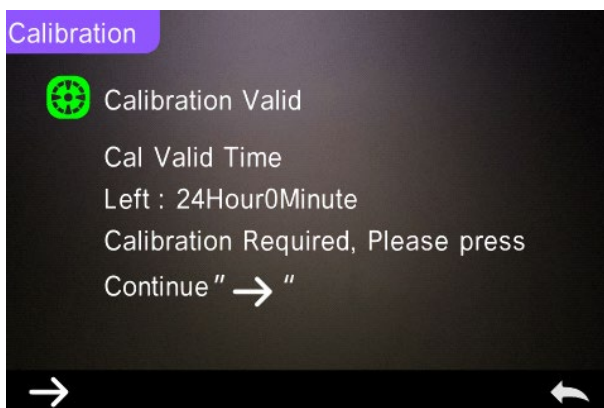 Calibration
Calibration Valid
Cal Valid Time
Left : 24Hour0Minute
Calibration Required, Please press
Continue" → "